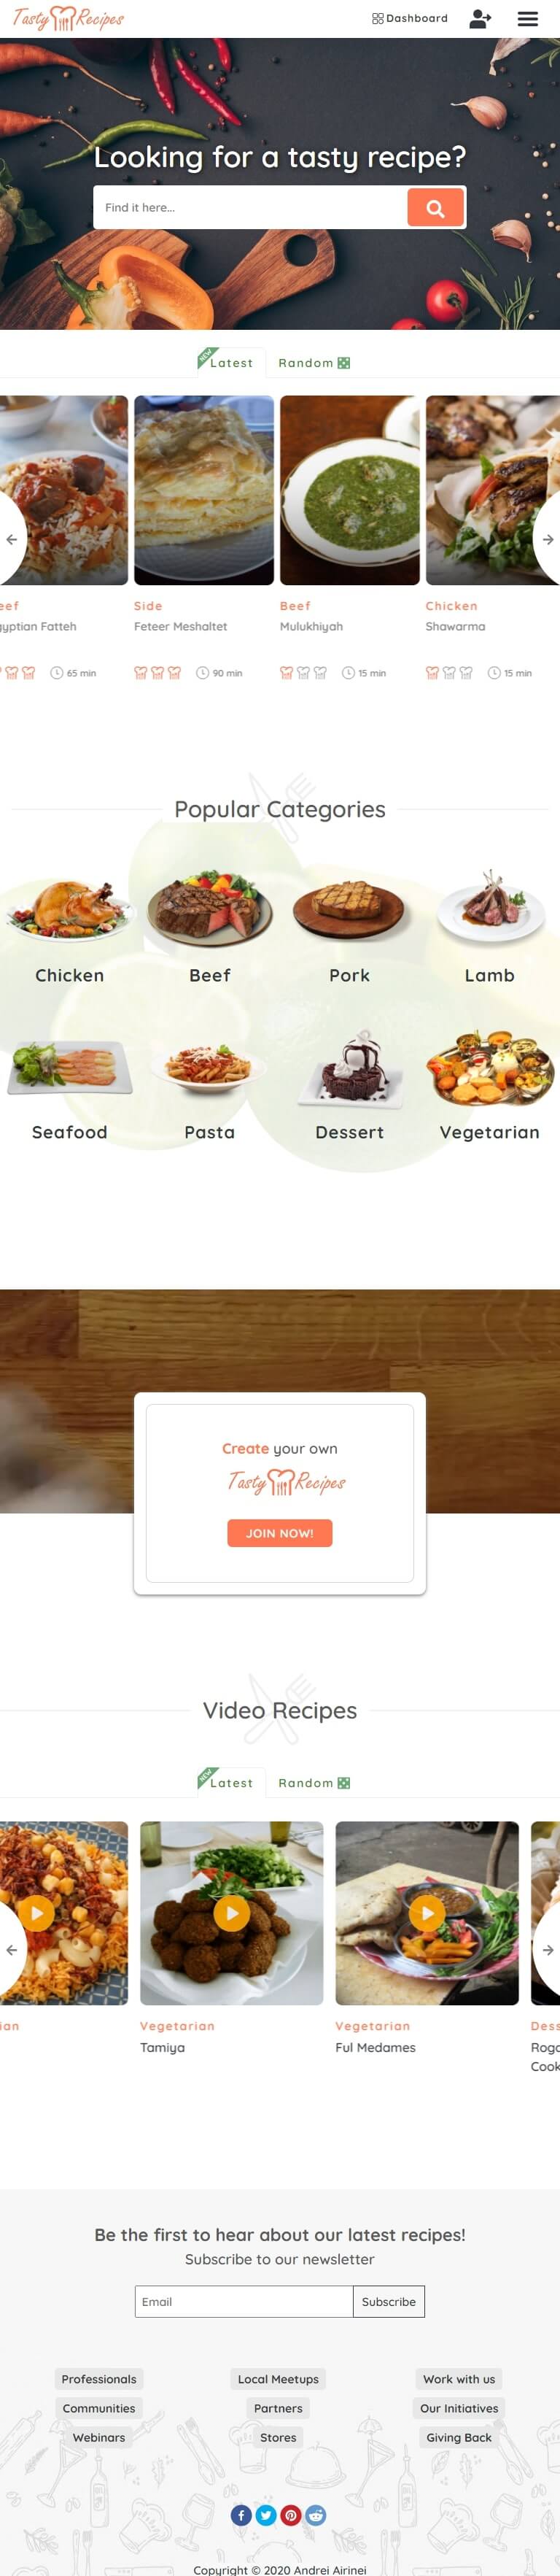 Tasty Recipes
Dashboard
Looking for a tasty recipe?
Find it here...
NEW
Latest
Random
eef
Side
Beef
Chicken
gyptian Fatteh
Feteer Meshaltet
Mulukhiyah
Shawarma
65 min
90 min
15 min
15 min
Popular Categories
Chicken
Beef
Pork
Lamb
Seafood
Pasta
Dessert
Vegetarian
Create your own
Tasty Recipes
JOIN NOW!
Video Recipes
NEW
Latest
Random
ian
Vegetarian
Vegetarian
Dess
Tamiya
Ful Medames
Roga
Cook
Be the first to hear about our latest recipes!
Subscribe to our newsletter
Email
Subscribe
Professionals
Local Meetups
Work with us
Communities
Partners
Our Initiatives
Webinars
Stores
Giving Back
Copyright © 2020 Andrei Airinei